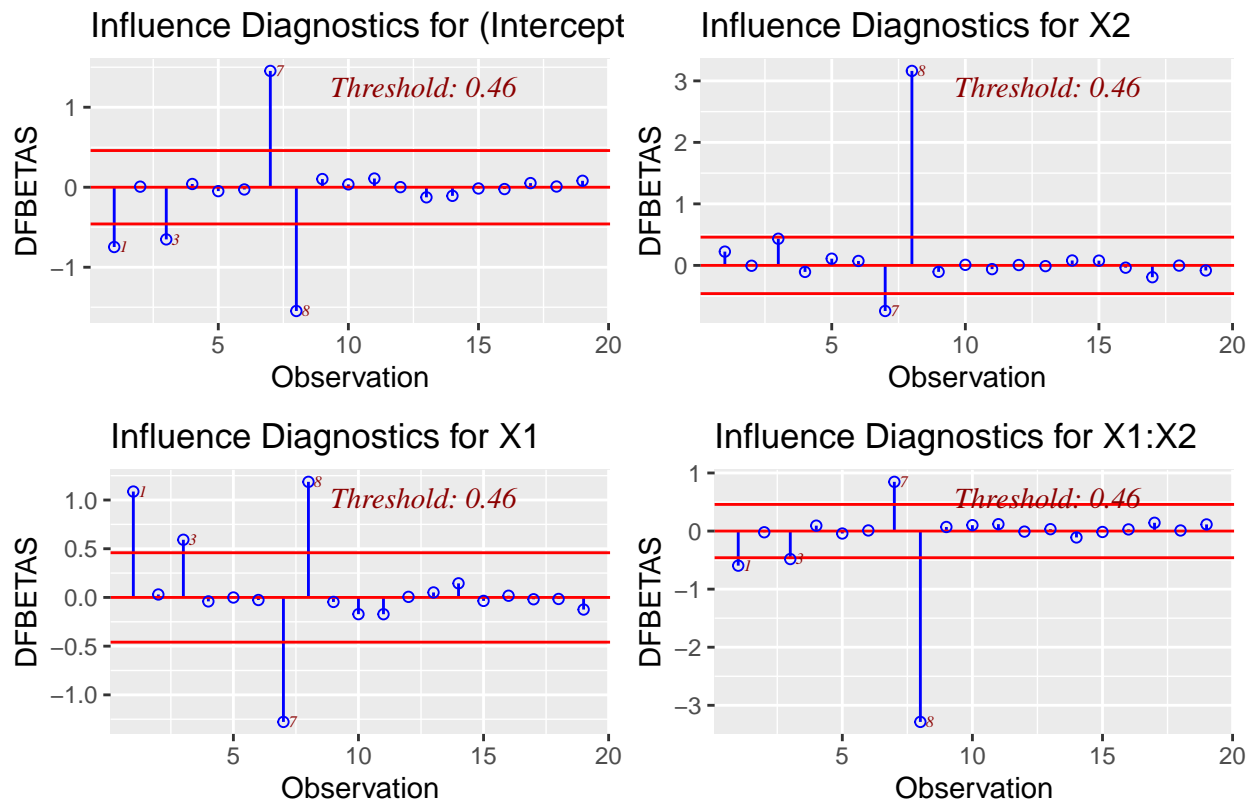 Influence Diagnostics for (Intercept
7
Threshold: 0.46
1
0
−1
DFBETAS
1
3
8
5
10
15
20
Observation
Influence Diagnostics for X2
8
Threshold: 0.46
3
2
1
0
DFBETAS
7
5
10
15
20
Observation
Influence Diagnostics for X1
1
8
Threshold: 0.46
3
1.0
0.5
0.0
−0.5
−1.0
DFBETAS
7
5
10
15
20
Observation
Influence Diagnostics for X1:X2
7
Threshold: 0.46
1
0
−1
−2
−3
DFBETAS
1
3
8
5
10
15
20
Observation